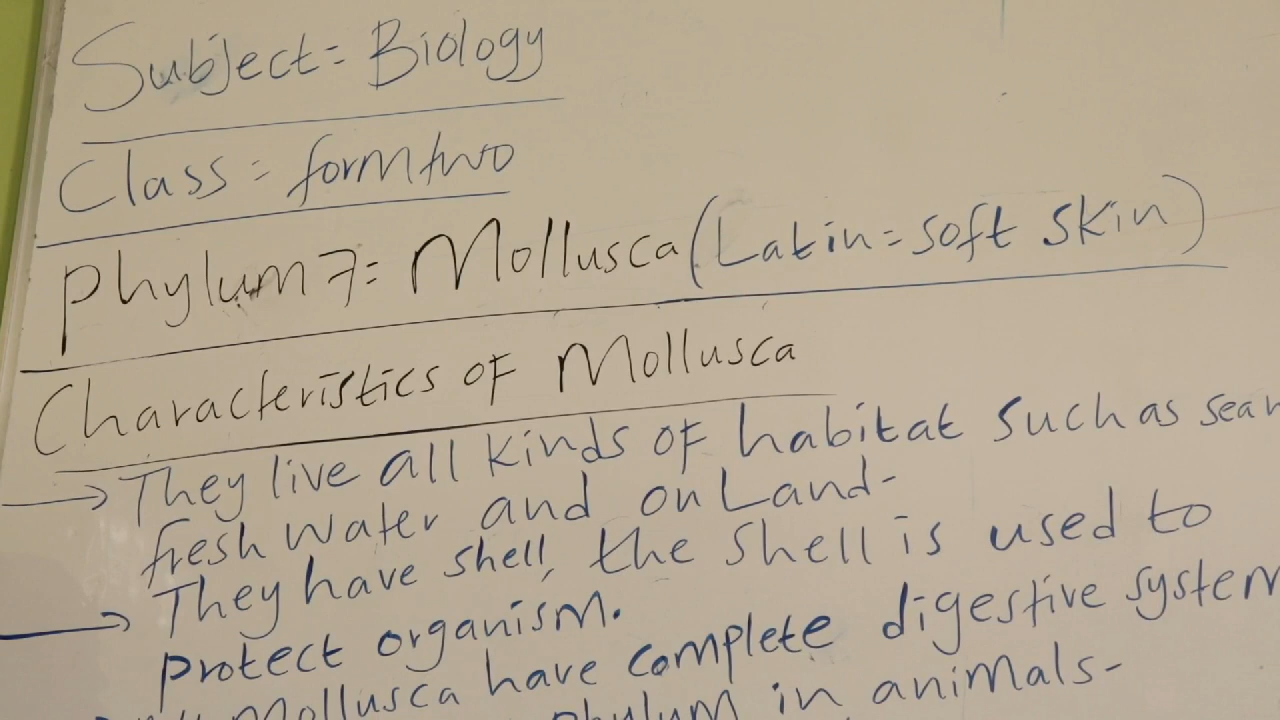 Subject = Biology
Class = form two
Phylum 7 = Mollusca (Latin = soft skin)
Characteristics of Mollusca
→ They live all kinds of habitat such as sea
fresh water and on Land-
→ They have shell, the shell is used to
Protect organism.
Mollusca have complete digestive system
phylum in animals-